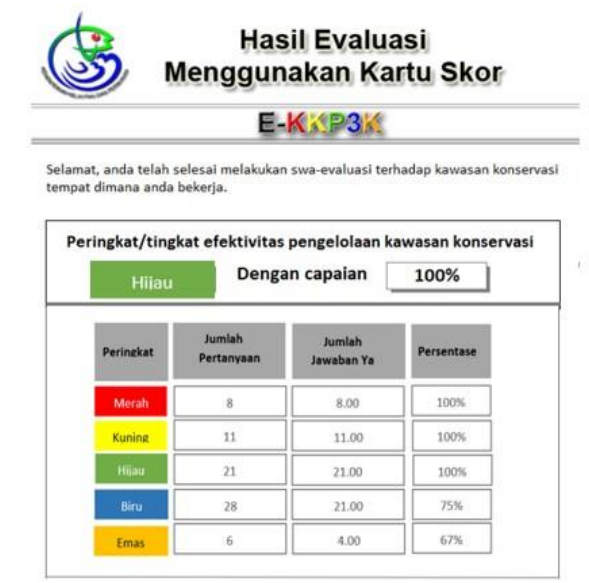 Hasil Evaluasi
Menggunakan Kartu Skor
E-KKP3K
Selamat, anda telah selesai melakukan swa-evaluasi terhadap kawasan konservasi
tempat dimana anda bekerja.
Peringkat/tingkat efektivitas pengelolaan kawasan konservasi
Hijau Dengan capaian 100%
Peringkat Jumlah Pertanyaan Jumlah Jawaban Ya Persentase
Merah 8 8.00 100%
Kuning 11 11.00 100%
Hijau 21 21.00 100%
Biru 28 21.00 75%
Emas 6 4.00 67%